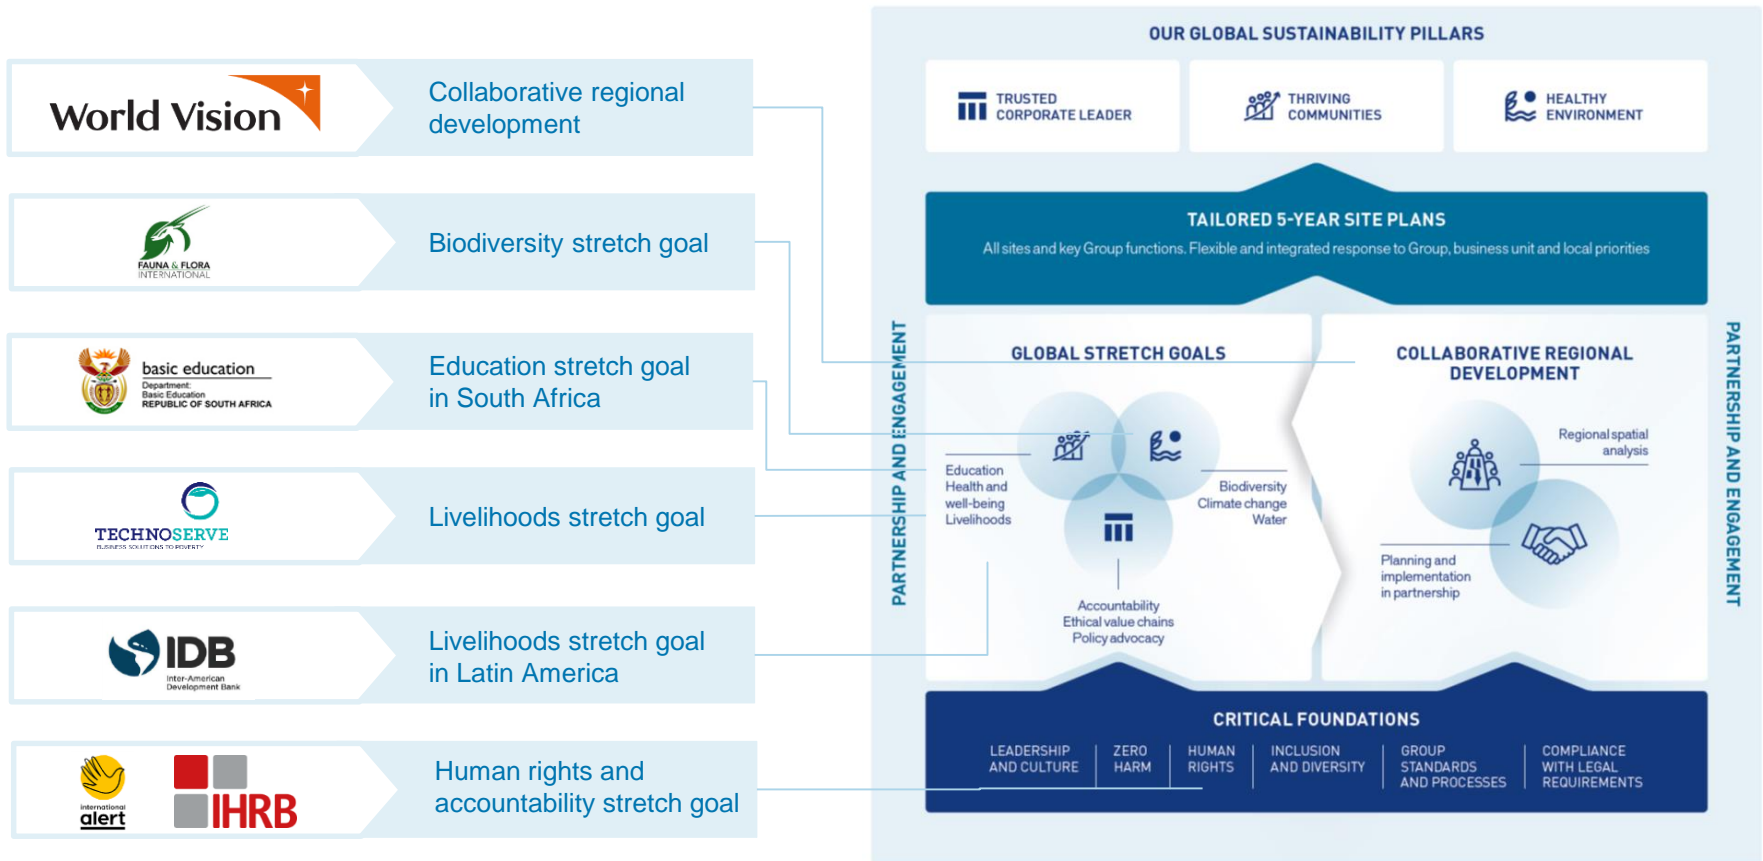 World Vision
Collaborative regional
development
FAUNA & FLORA
INTERNATIONAL
Biodiversity stretch goal
basic education
Department:
Basic Education
REPUBLIC OF SOUTH AFRICA
Education stretch goal
in South Africa
TECHNOSERVE
BUSINESS SOLUTIONS TO POVERTY
Livelihoods stretch goal
IDB
Inter-American
Development Bank
Livelihoods stretch goal
in Latin America
international
alert
IHRB
Human rights and
accountability stretch goal
OUR GLOBAL SUSTAINABILITY PILLARS
TRUSTED
CORPORATE LEADER
THRIVING
COMMUNITIES
HEALTHY
ENVIRONMENT
TAILORED 5-YEAR SITE PLANS
All sites and key Group functions. Flexible and integrated response to Group, business unit and local priorities
PARTNERSHIP AND ENGAGEMENT
GLOBAL STRETCH GOALS
Education
Health and
well-being
Livelihoods
Biodiversity
Climate change
Water
Accountability
Ethical value chains
Policy advocacy
COLLABORATIVE REGIONAL
DEVELOPMENT
Regional spatial
analysis
Planning and
implementation
in partnership
PARTNERSHIP AND ENGAGEMENT
CRITICAL FOUNDATIONS
LEADERSHIP
AND CULTURE
ZERO
HARM
HUMAN
RIGHTS
INCLUSION
AND DIVERSITY
GROUP
STANDARDS
AND PROCESSES
COMPLIANCE
WITH LEGAL
REQUIREMENTS